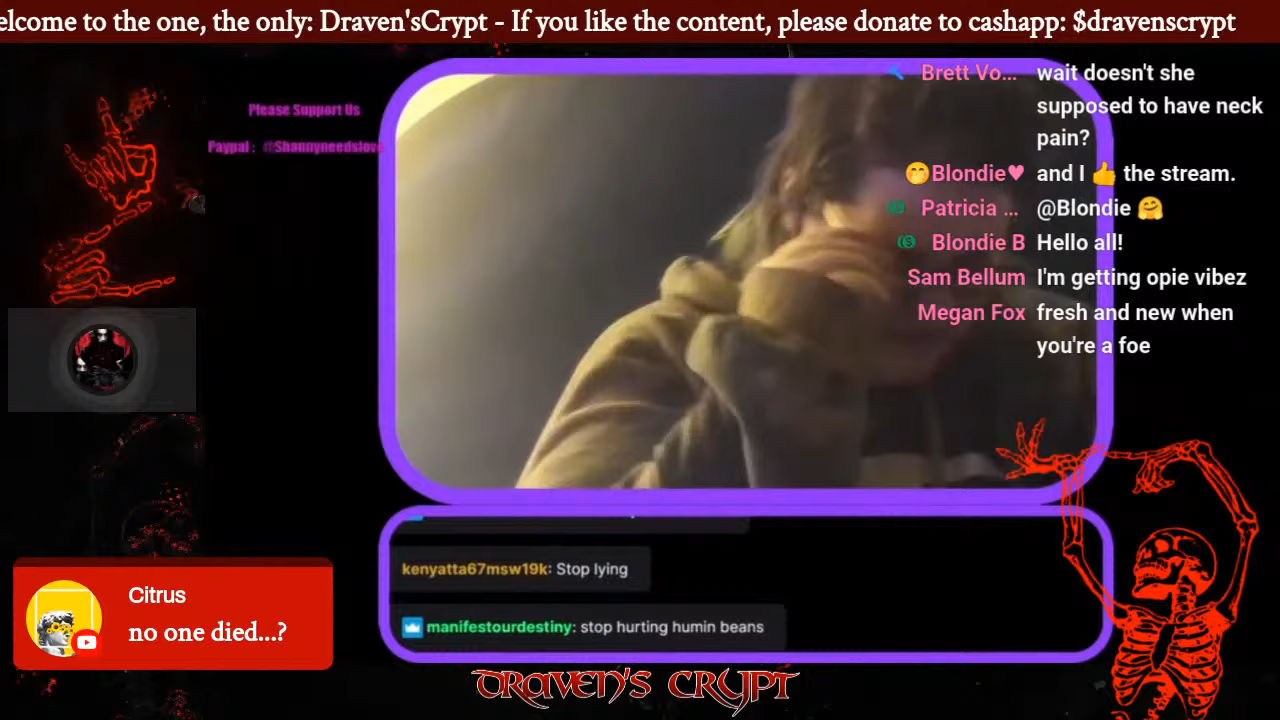 elcome to the one, the only: Draven'sCrypt - If you like the content, please donate to cashapp: $dravenscrypt
Please Support Us
Paypal : @Shannyneedslove
Brett Vo... wait doesn't she
supposed to have neck
pain?
Blondie♥ and I 👍 the stream.
Patricia ... @Blondie 🤗
Blondie B Hello all!
Sam Bellum I'm getting opie vibez
Megan Fox fresh and new when
you're a foe
kenyatta67msw19k: Stop lying
manifestourdestiny: stop hurting humin beans
Citrus
no one died...?
DRAVEN'S CRYPT